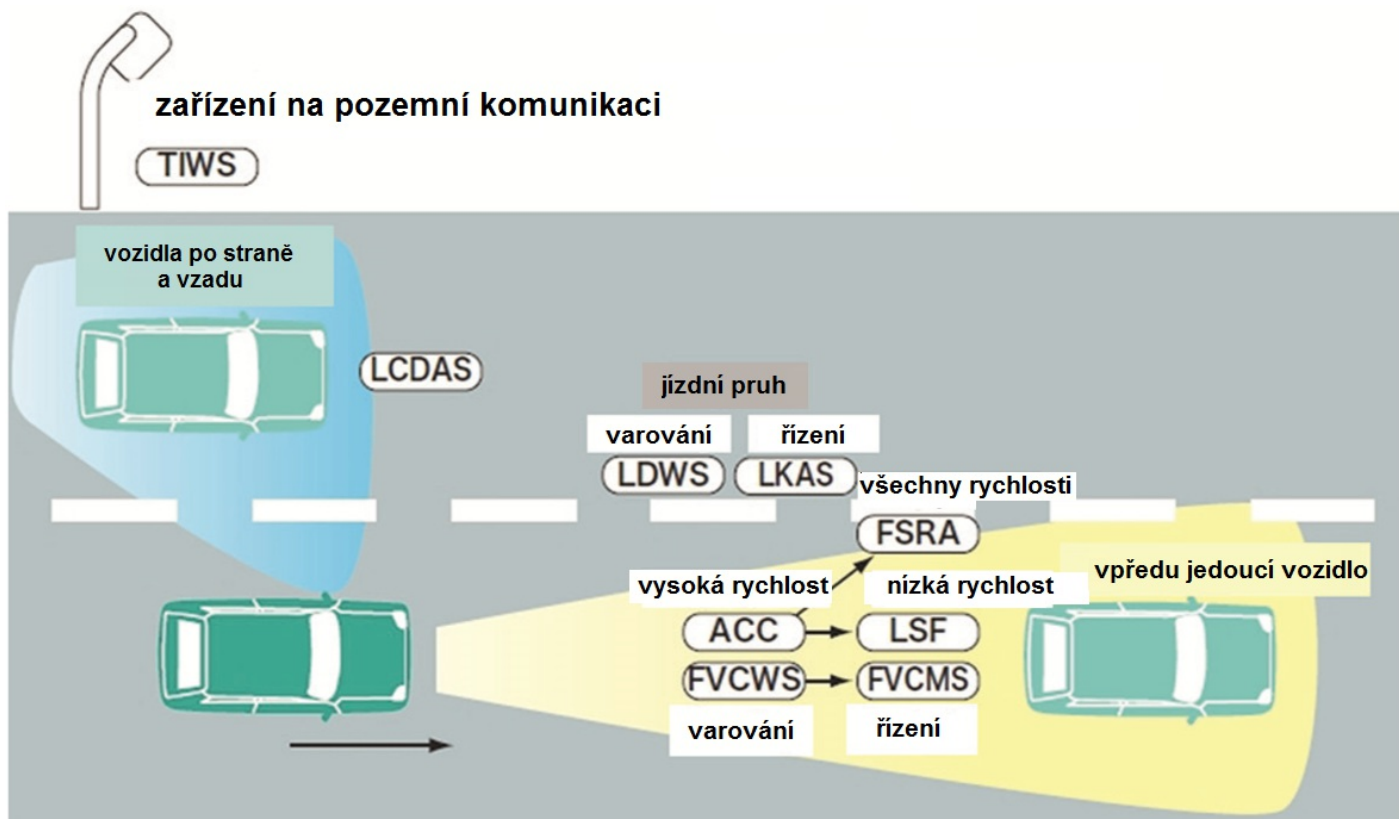 zařízení na pozemní komunikaci
TIWS
vozidla po straně
a vzadu
LCDAS
jízdní pruh
varování řízení
LDWS LKAS
všechny rychlosti
FSRA
vpředu jedoucí vozidlo
vysoká rychlost nízká rychlost
ACC LSF
FVCWS FVCMS
varování řízení